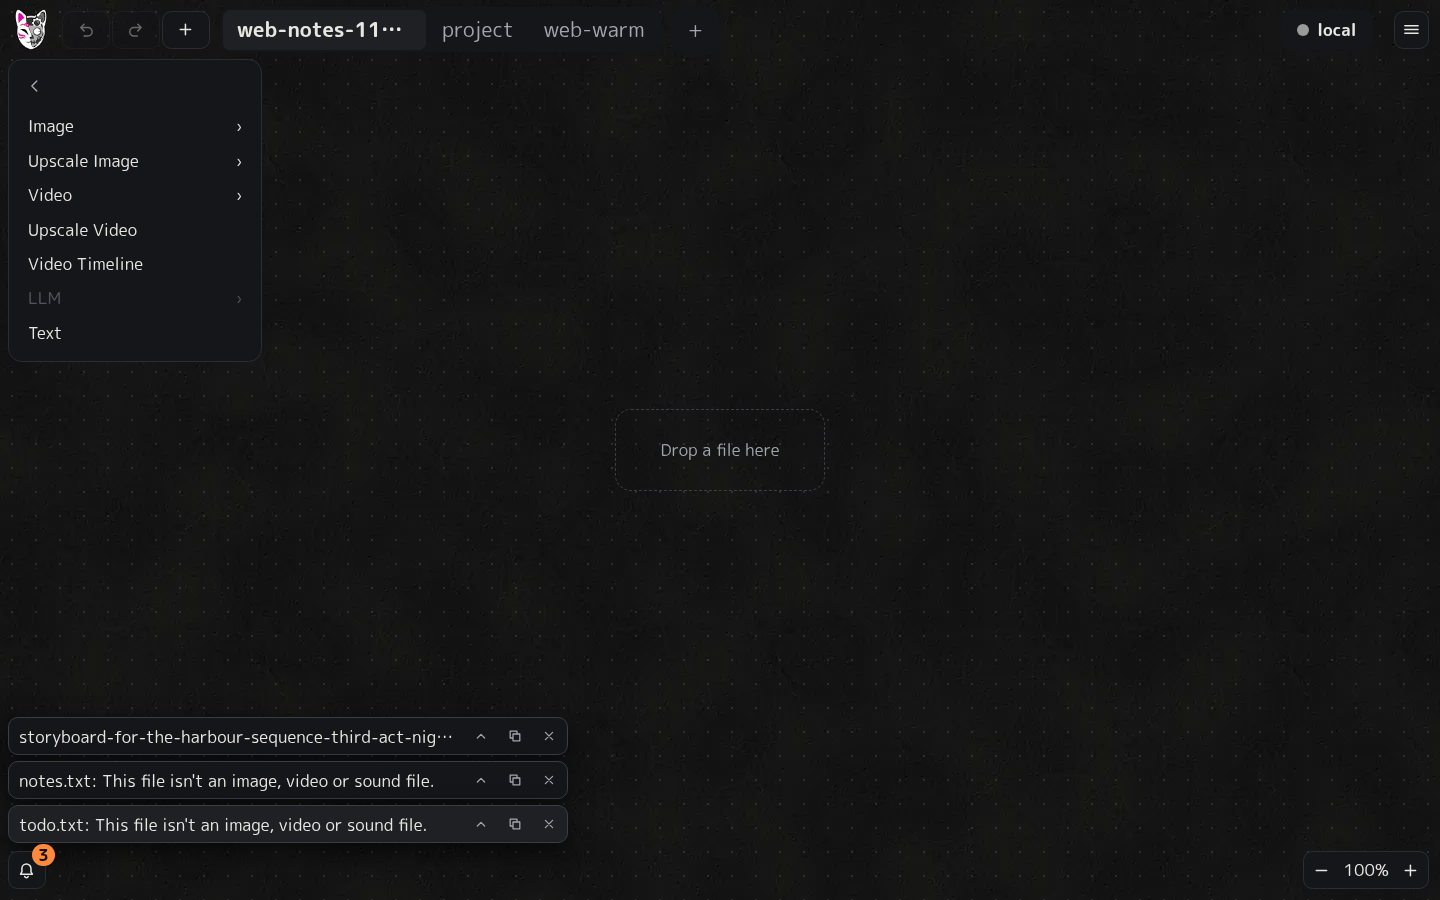 web-notes-11…
project
web-warm
local
Image
Upscale Image
Video
Upscale Video
Video Timeline
LLM
Text
Drop a file here
storyboard-for-the-harbour-sequence-third-act-nig…
notes.txt: This file isn't an image, video or sound file.
todo.txt: This file isn't an image, video or sound file.
3
100%